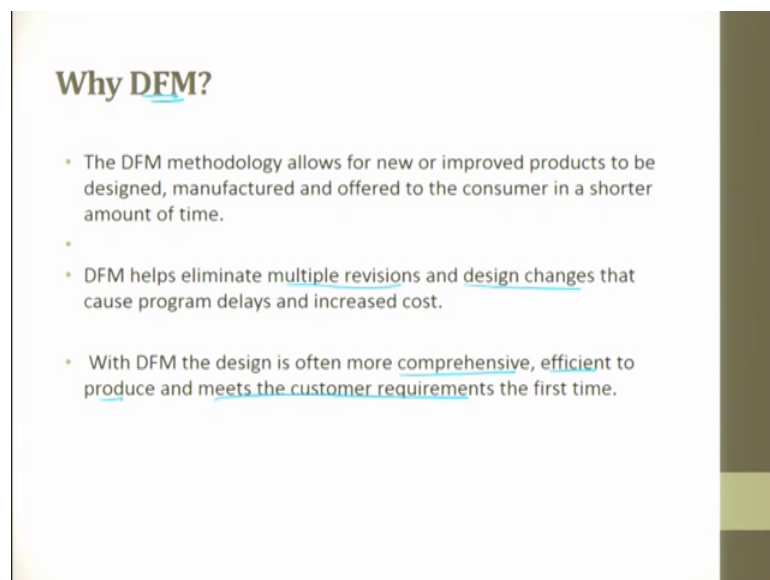 Why DFM?
• The DFM methodology allows for new or improved products to be
designed, manufactured and offered to the consumer in a shorter
amount of time.
•
• DFM helps eliminate multiple revisions and design changes that
cause program delays and increased cost.
• With DFM the design is often more comprehensive, efficient to
produce and meets the customer requirements the first time.